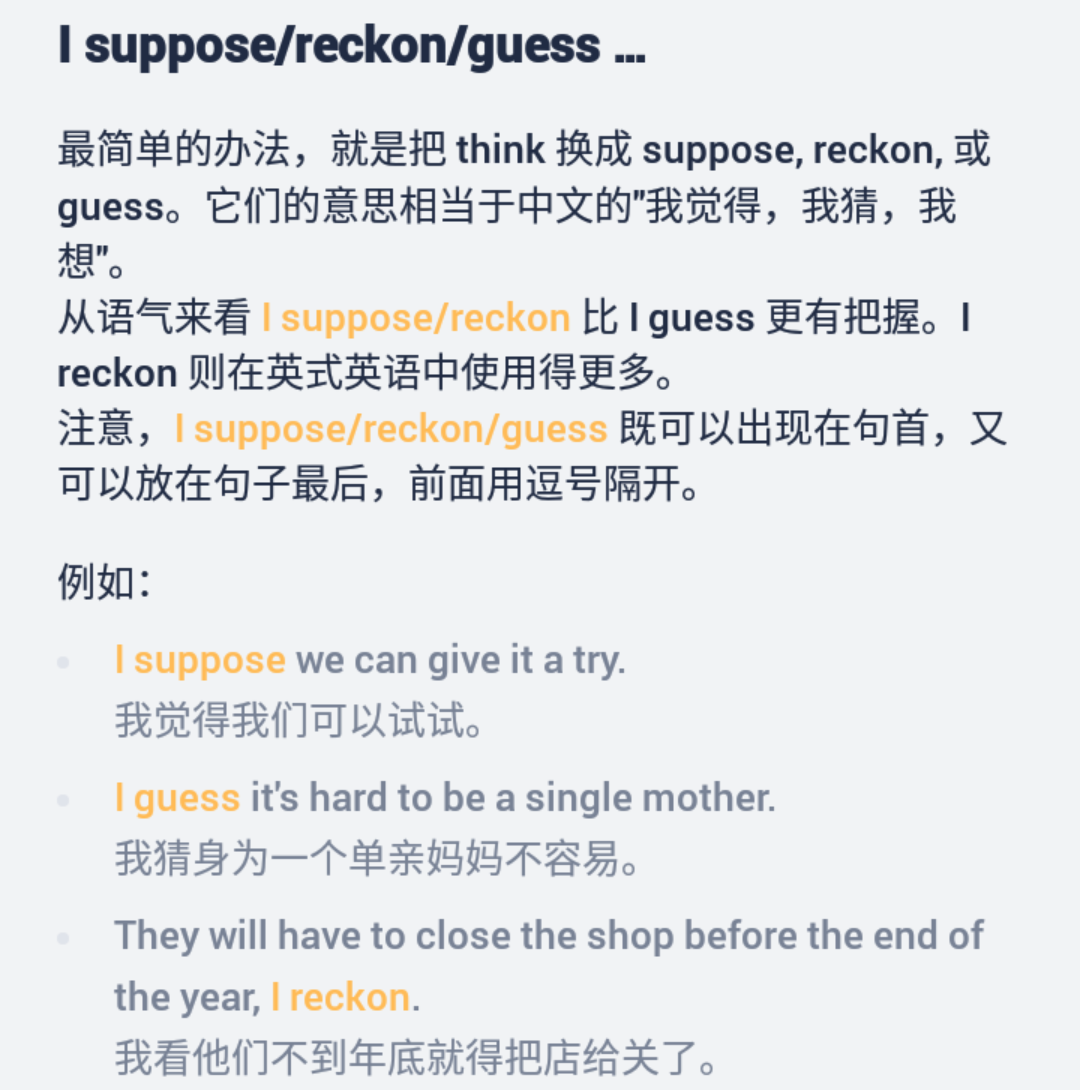 I suppose/reckon/guess ...
最简单的办法，就是把 think 换成 suppose, reckon, 或
guess。它们的意思相当于中文的"我觉得，我猜，我
想"。
从语气来看 I suppose/reckon 比 I guess 更有把握。I
reckon 则在英式英语中使用得更多。
注意，I suppose/reckon/guess 既可以出现在句首，又
可以放在句子最后，前面用逗号隔开。
例如：
I suppose we can give it a try.
我觉得我们可以试试。
I guess it's hard to be a single mother.
我猜身为一个单亲妈妈不容易。
They will have to close the shop before the end of
the year, I reckon.
我看他们不到年底就得把店给关了。